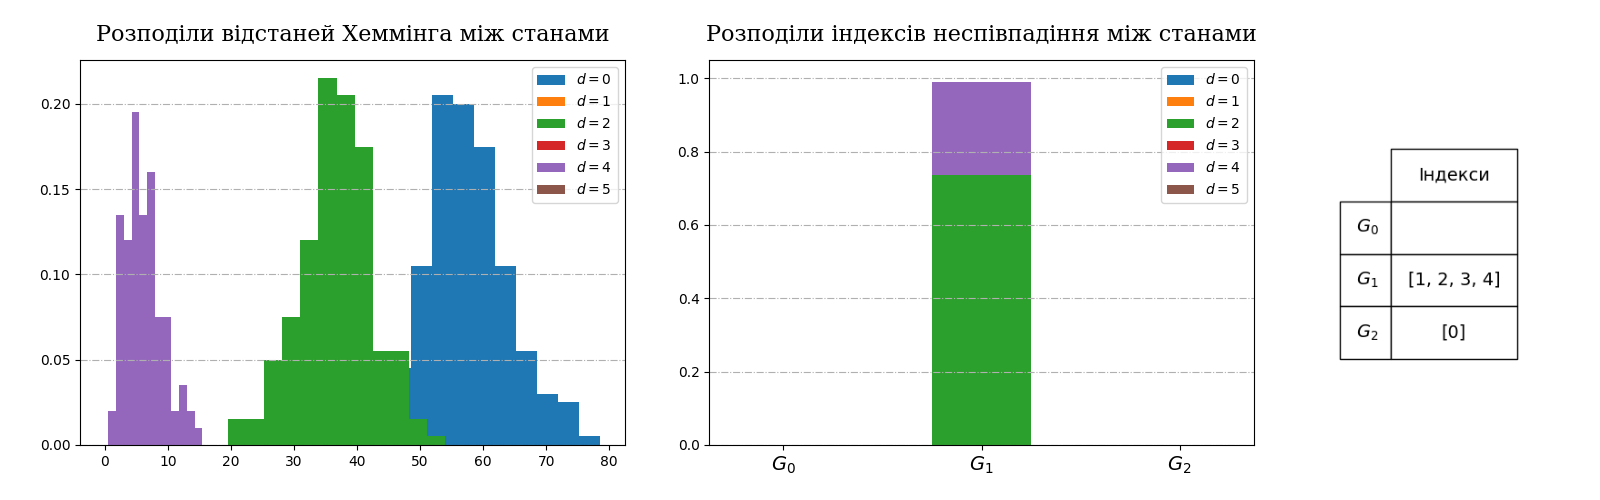 Розподіли відстаней Хеммінга між станами
0.20
0.15
0.10
0.05
0.00
0 10 20 30 40 50 60 70 80
d = 0
d = 1
d = 2
d = 3
d = 4
d = 5
Розподіли індексів неспівпадіння між станами
1.0
0.8
0.6
0.4
0.2
0.0
G₀ G₁ G₂
d = 0
d = 1
d = 2
d = 3
d = 4
d = 5
Індекси
G₀
G₁ [1, 2, 3, 4]
G₂ [0]